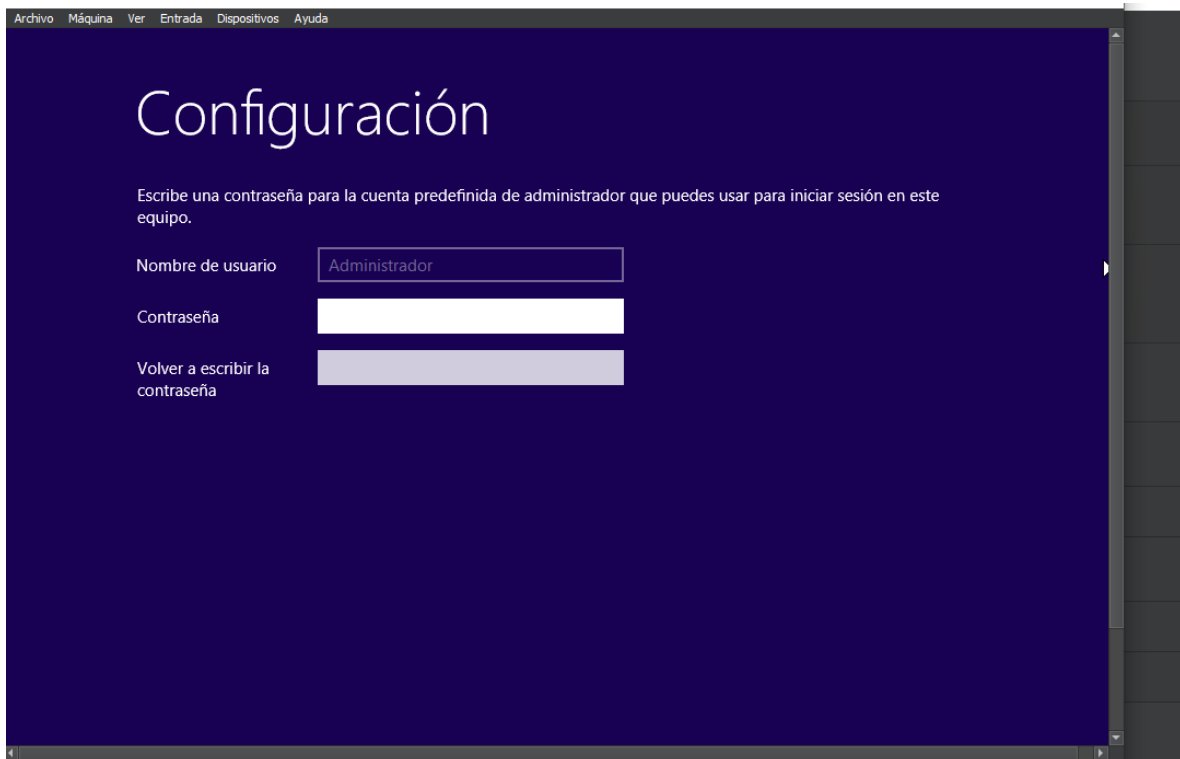 Archivo Máquina Ver Entrada Dispositivos Ayuda
Configuración
Escribe una contraseña para la cuenta predefinida de administrador que puedes usar para iniciar sesión en este
equipo.
Nombre de usuario Administrador
Contraseña
Volver a escribir la
contraseña